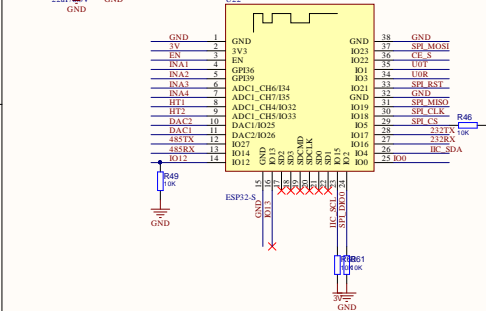 GND
GND 1 GND GND 38 GND
3V 2 3V3 IO23 37 SPI_MOSI
EN 3 EN IO22 36 CE_S
INA1 4 GPI36 IO1 35 U0T
INA2 5 GPI39 IO3 34 U0R
INA3 6 ADC1_CH6/I34 IO21 33 SPI_RST
INA4 7 ADC1_CH7/I35 GND 32 GND
HT1 8 ADC1_CH4/IO32 IO19 31 SPI_MISO
HT2 9 ADC1_CH5/IO33 IO18 30 SPI_CLK
DAC2 10 DAC1/IO25 IO5 29 SPI_CS
DAC1 11 DAC2/IO26 IO17 28 232TX
485TX 12 IO27 IO16 27 232RX
485RX 13 IO14 IO4 26 IIC_SDA
IO12 14 IO12 IO0 25 IO0
R46
10K
GND IO13 SD2 SD3 SDCMD SDCLK SD0 SD1 IO15 IO2
15 16 17 18 19 20 21 22 23 24
ESP32-S
R49
10K
GND
GND IO13 IIC_SCL SPI_DIO0
R61
10K
3V
GND